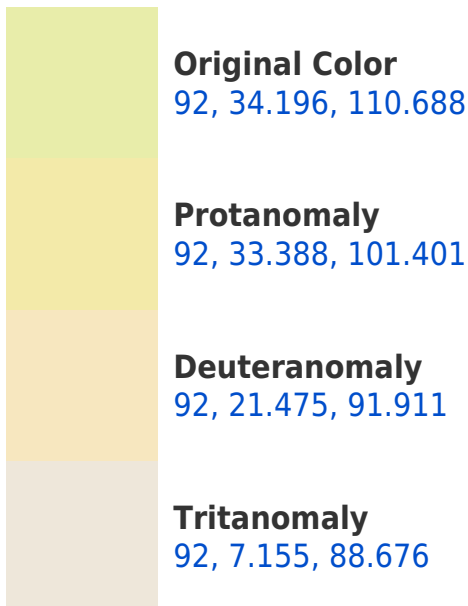 Original Color
92, 34.196, 110.688
Protanomaly
92, 33.388, 101.401
Deuteranomaly
92, 21.475, 91.911
Tritanomaly
92, 7.155, 88.676